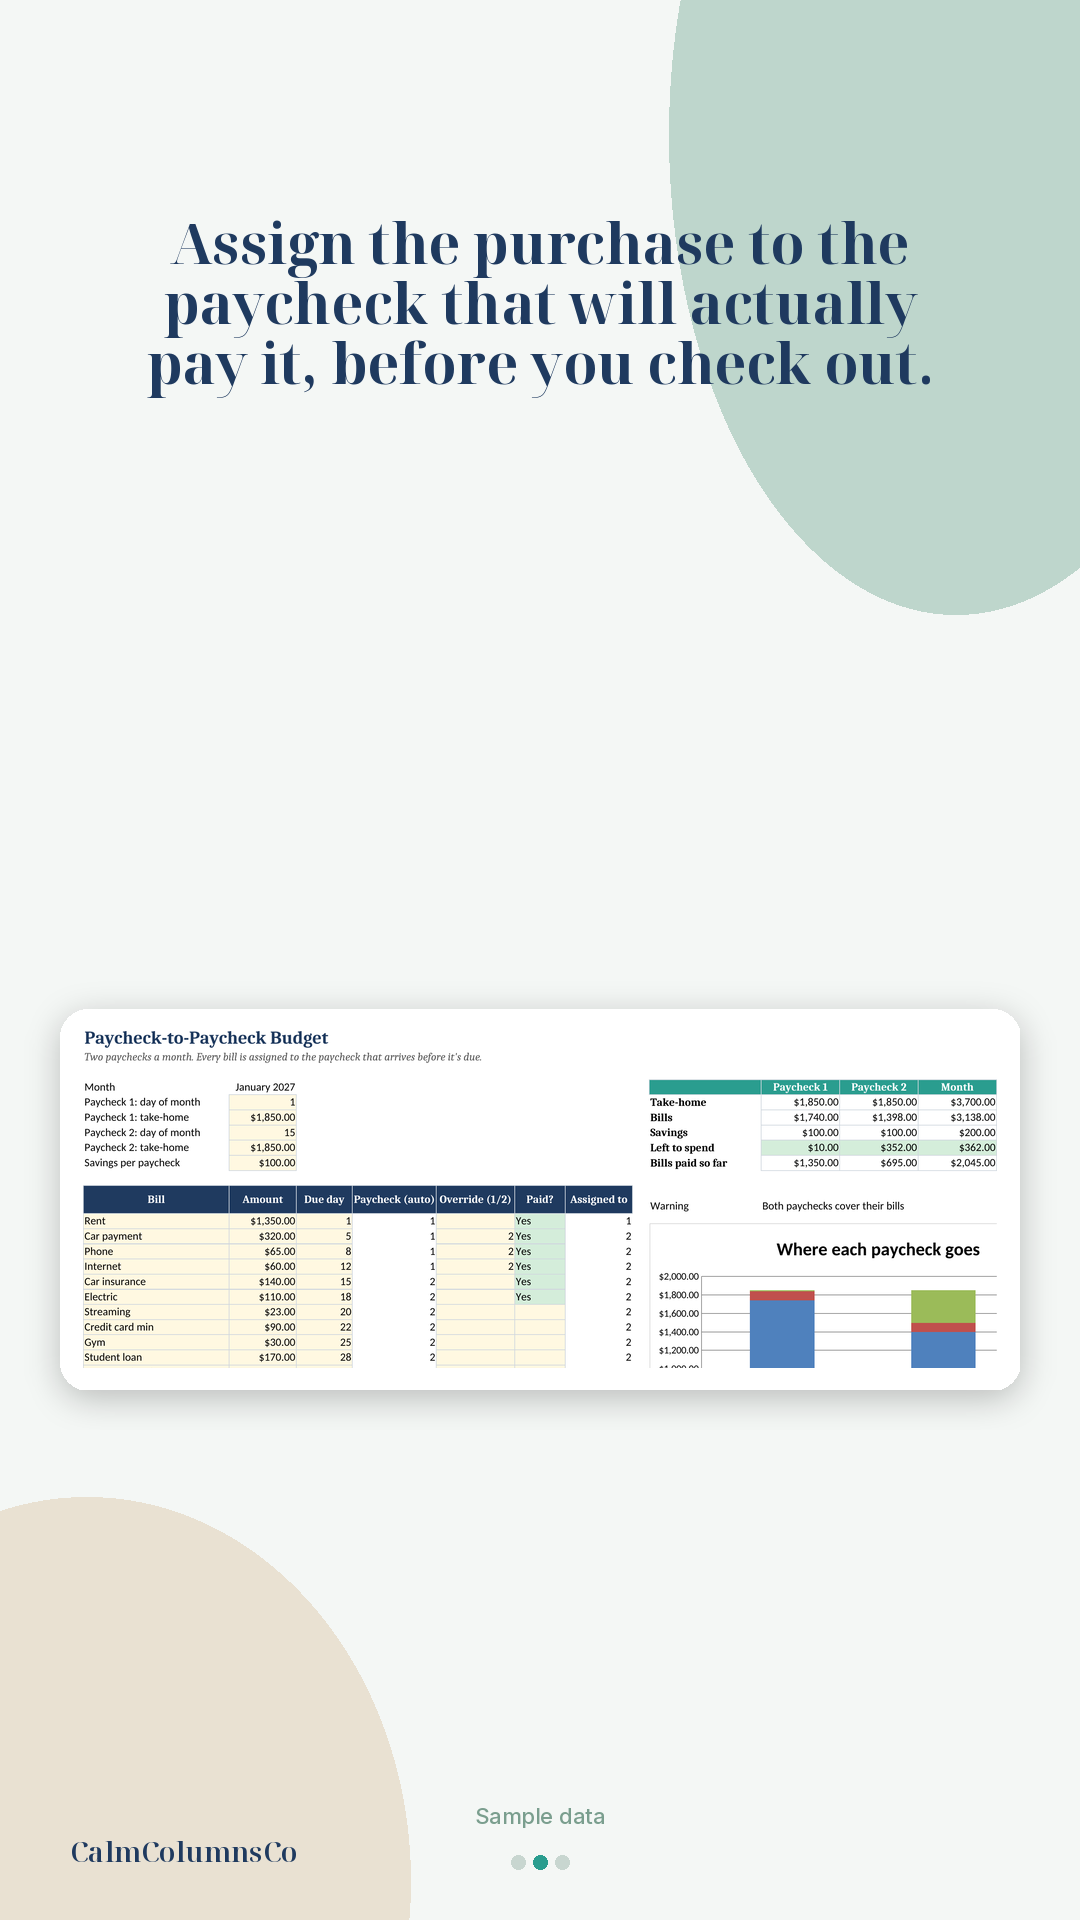 Assign the purchase to the
paycheck that will actually
pay it, before you check out.
Paycheck-to-Paycheck Budget
Two paychecks a month. Every bill is assigned to the paycheck that arrives before it's due.
Month January 2027
Paycheck 1: day of month 1
Paycheck 1: take-home $1,850.00
Paycheck 2: day of month 15
Paycheck 2: take-home $1,850.00
Savings per paycheck $100.00
Paycheck 1 Paycheck 2 Month
Take-home $1,850.00 $1,850.00 $3,700.00
Bills $1,740.00 $1,398.00 $3,138.00
Savings $100.00 $100.00 $200.00
Left to spend $10.00 $352.00 $362.00
Bills paid so far $1,350.00 $695.00 $2,045.00
Bill Amount Due day Paycheck (auto) Override (1/2) Paid? Assigned to
Rent $1,350.00 1 1 Yes 1
Car payment $320.00 5 1 2 Yes 2
Phone $65.00 8 1 2 Yes 2
Internet $60.00 12 1 2 Yes 2
Car insurance $140.00 15 2 Yes 2
Electric $110.00 18 2 Yes 2
Streaming $23.00 20 2 2
Credit card min $90.00 22 2 2
Gym $30.00 25 2 2
Student loan $170.00 28 2 2
Warning Both paychecks cover their bills
Where each paycheck goes
$2,000.00
$1,800.00
$1,600.00
$1,400.00
$1,200.00
Sample data
CalmColumnsCo